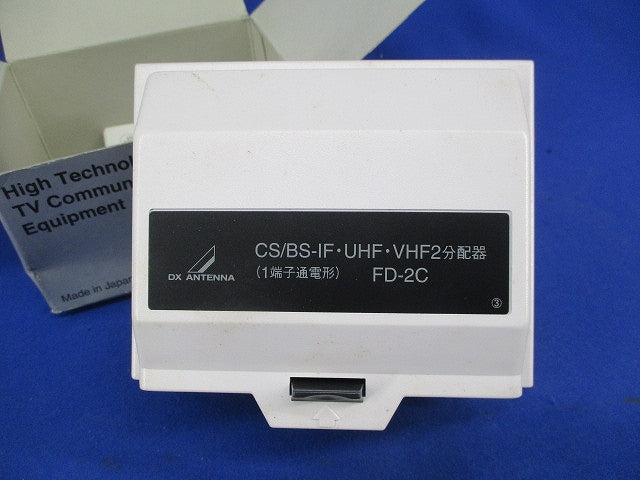 High Technol
TV Commun
Equipment
Made in Japan
DX ANTENNA
CS/BS-IF・UHF・VHF2分配器
(1端子通電形) FD-2C
③